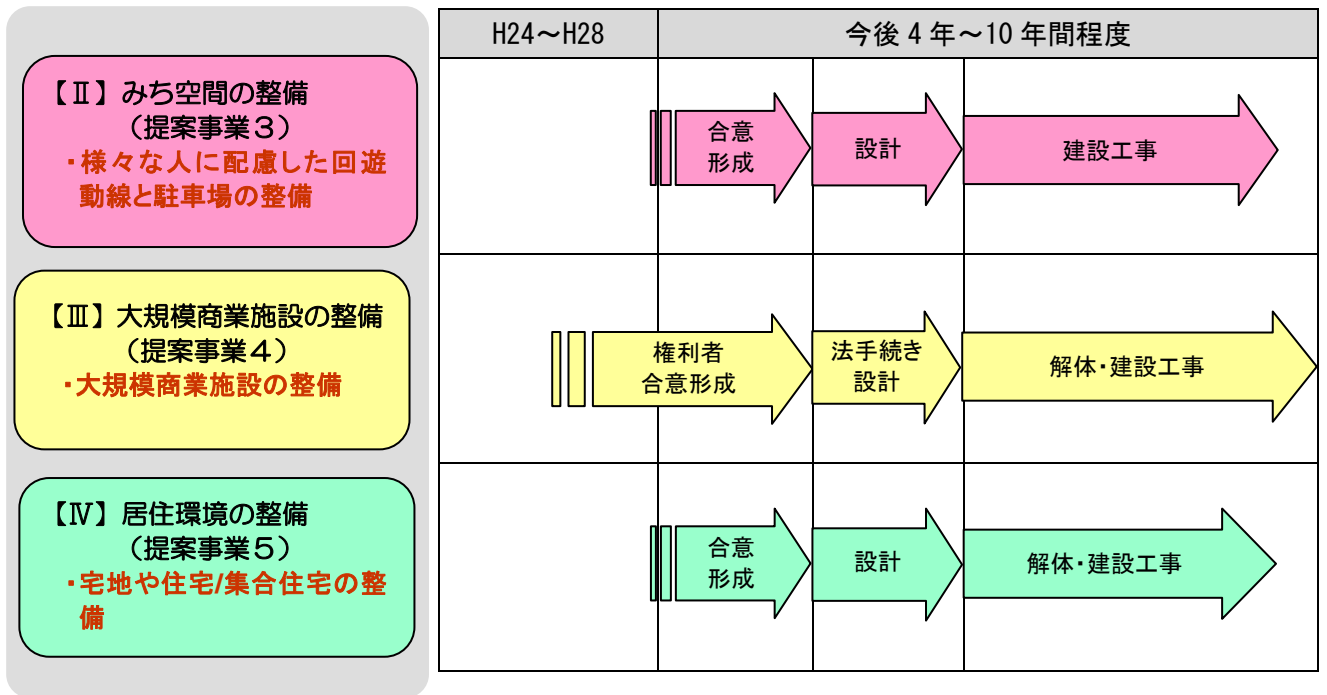 H24～H28
今後4年～10年間程度
【Ⅱ】みち空間の整備
（提案事業３）
・様々な人に配慮した回遊
動線と駐車場の整備
合意
形成
設計
建設工事
【Ⅲ】大規模商業施設の整備
（提案事業４）
・大規模商業施設の整備
権利者
合意形成
法手続き
設計
解体・建設工事
【Ⅳ】居住環境の整備
（提案事業５）
・宅地や住宅/集合住宅の整
備
合意
形成
設計
解体・建設工事